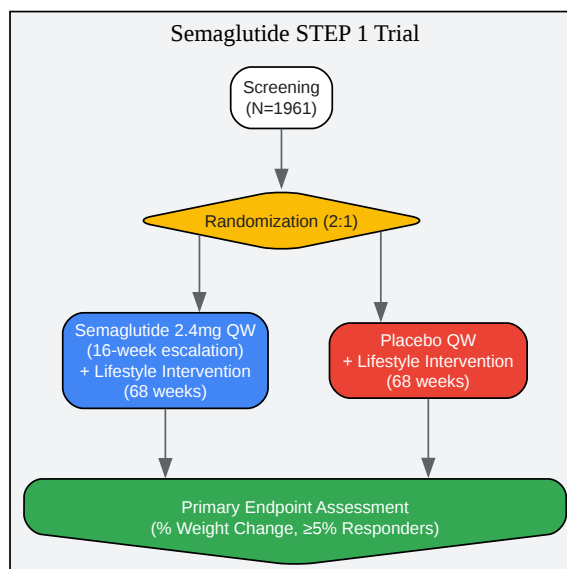 Semaglutide STEP 1 Trial
Screening
(N=1961)
Randomization (2:1)
Semaglutide 2.4mg QW
(16-week escalation)
+ Lifestyle Intervention
(68 weeks)
Placebo QW
+ Lifestyle Intervention
(68 weeks)
Primary Endpoint Assessment
(% Weight Change, ≥5% Responders)